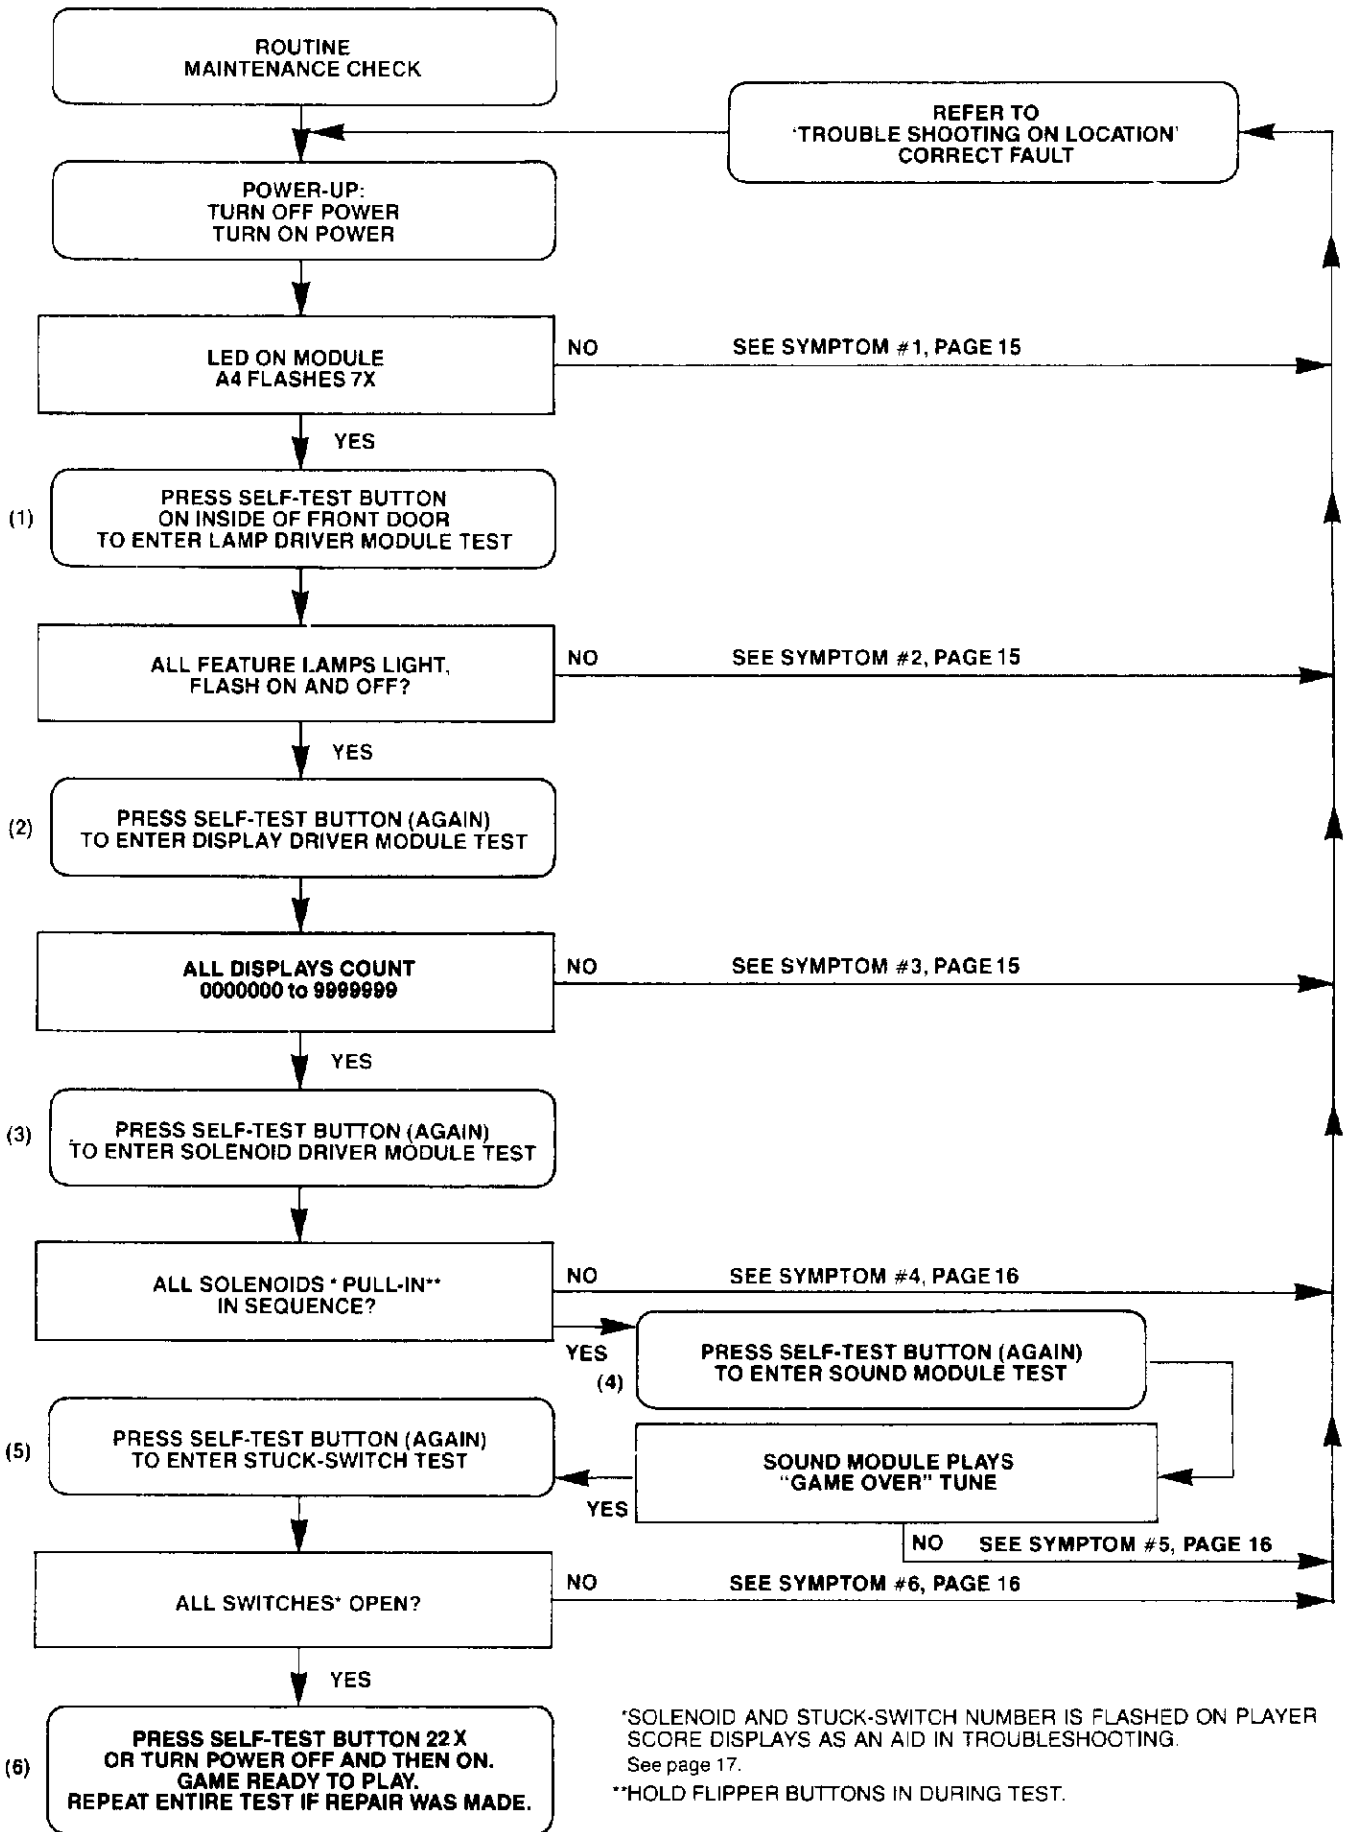 ROUTINE
MAINTENANCE CHECK
REFER TO
'TROUBLE SHOOTING ON LOCATION'
CORRECT FAULT
POWER-UP:
TURN OFF POWER
TURN ON POWER
LED ON MODULE
A4 FLASHES 7X
NO
SEE SYMPTOM #1, PAGE 15
YES
(1)
PRESS SELF-TEST BUTTON
ON INSIDE OF FRONT DOOR
TO ENTER LAMP DRIVER MODULE TEST
ALL FEATURE LAMPS LIGHT,
FLASH ON AND OFF?
NO
SEE SYMPTOM #2, PAGE 15
YES
(2)
PRESS SELF-TEST BUTTON (AGAIN)
TO ENTER DISPLAY DRIVER MODULE TEST
ALL DISPLAYS COUNT
0000000 to 9999999
NO
SEE SYMPTOM #3, PAGE 15
YES
(3)
PRESS SELF-TEST BUTTON (AGAIN)
TO ENTER SOLENOID DRIVER MODULE TEST
ALL SOLENOIDS * PULL-IN**
IN SEQUENCE?
NO
SEE SYMPTOM #4, PAGE 16
YES
(4)
PRESS SELF-TEST BUTTON (AGAIN)
TO ENTER SOUND MODULE TEST
SOUND MODULE PLAYS
"GAME OVER" TUNE
YES
NO
SEE SYMPTOM #5, PAGE 16
(5)
PRESS SELF-TEST BUTTON (AGAIN)
TO ENTER STUCK-SWITCH TEST
ALL SWITCHES* OPEN?
NO
SEE SYMPTOM #6, PAGE 16
YES
(6)
PRESS SELF-TEST BUTTON 22 X
OR TURN POWER OFF AND THEN ON.
GAME READY TO PLAY.
REPEAT ENTIRE TEST IF REPAIR WAS MADE.
*SOLENOID AND STUCK-SWITCH NUMBER IS FLASHED ON PLAYER
SCORE DISPLAYS AS AN AID IN TROUBLESHOOTING.
See page 17.
**HOLD FLIPPER BUTTONS IN DURING TEST.